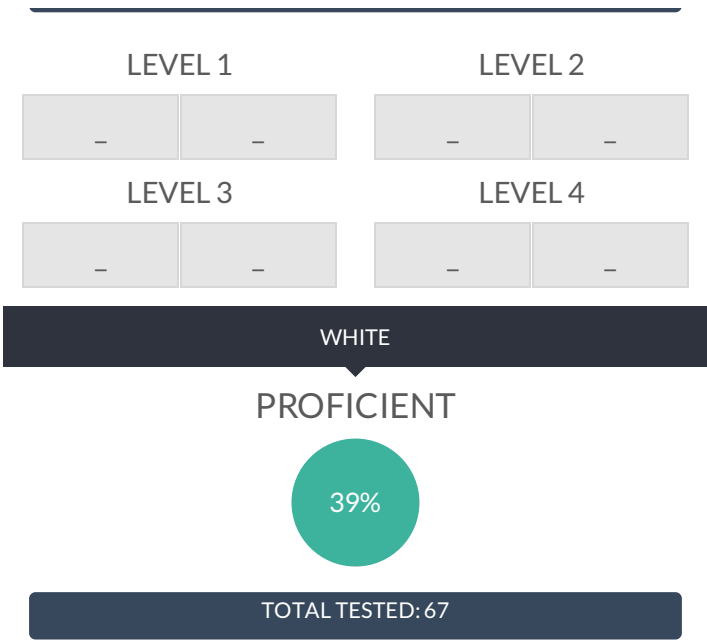 LEVEL 1 LEVEL 2
– – – –
LEVEL 3 LEVEL 4
– – – –
WHITE
PROFICIENT
39%
TOTAL TESTED: 67